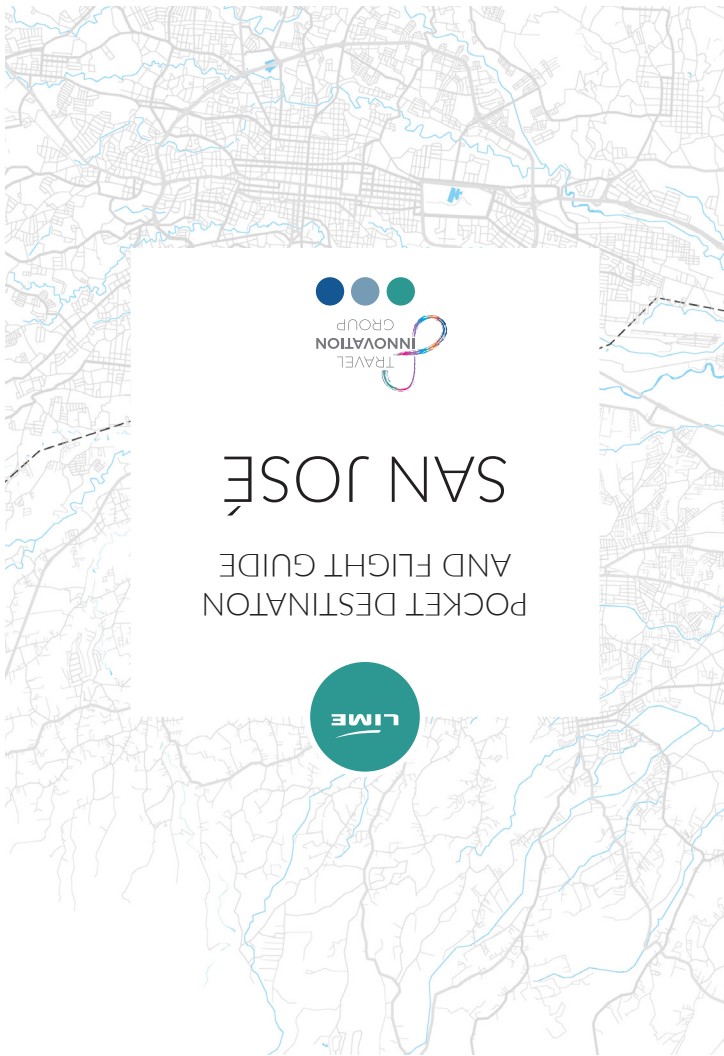 LIME
POCKET DESTINATON
AND FLIGHT GUIDE
SAN JOSÉ
TRAVEL
INNOVATION
GROUP